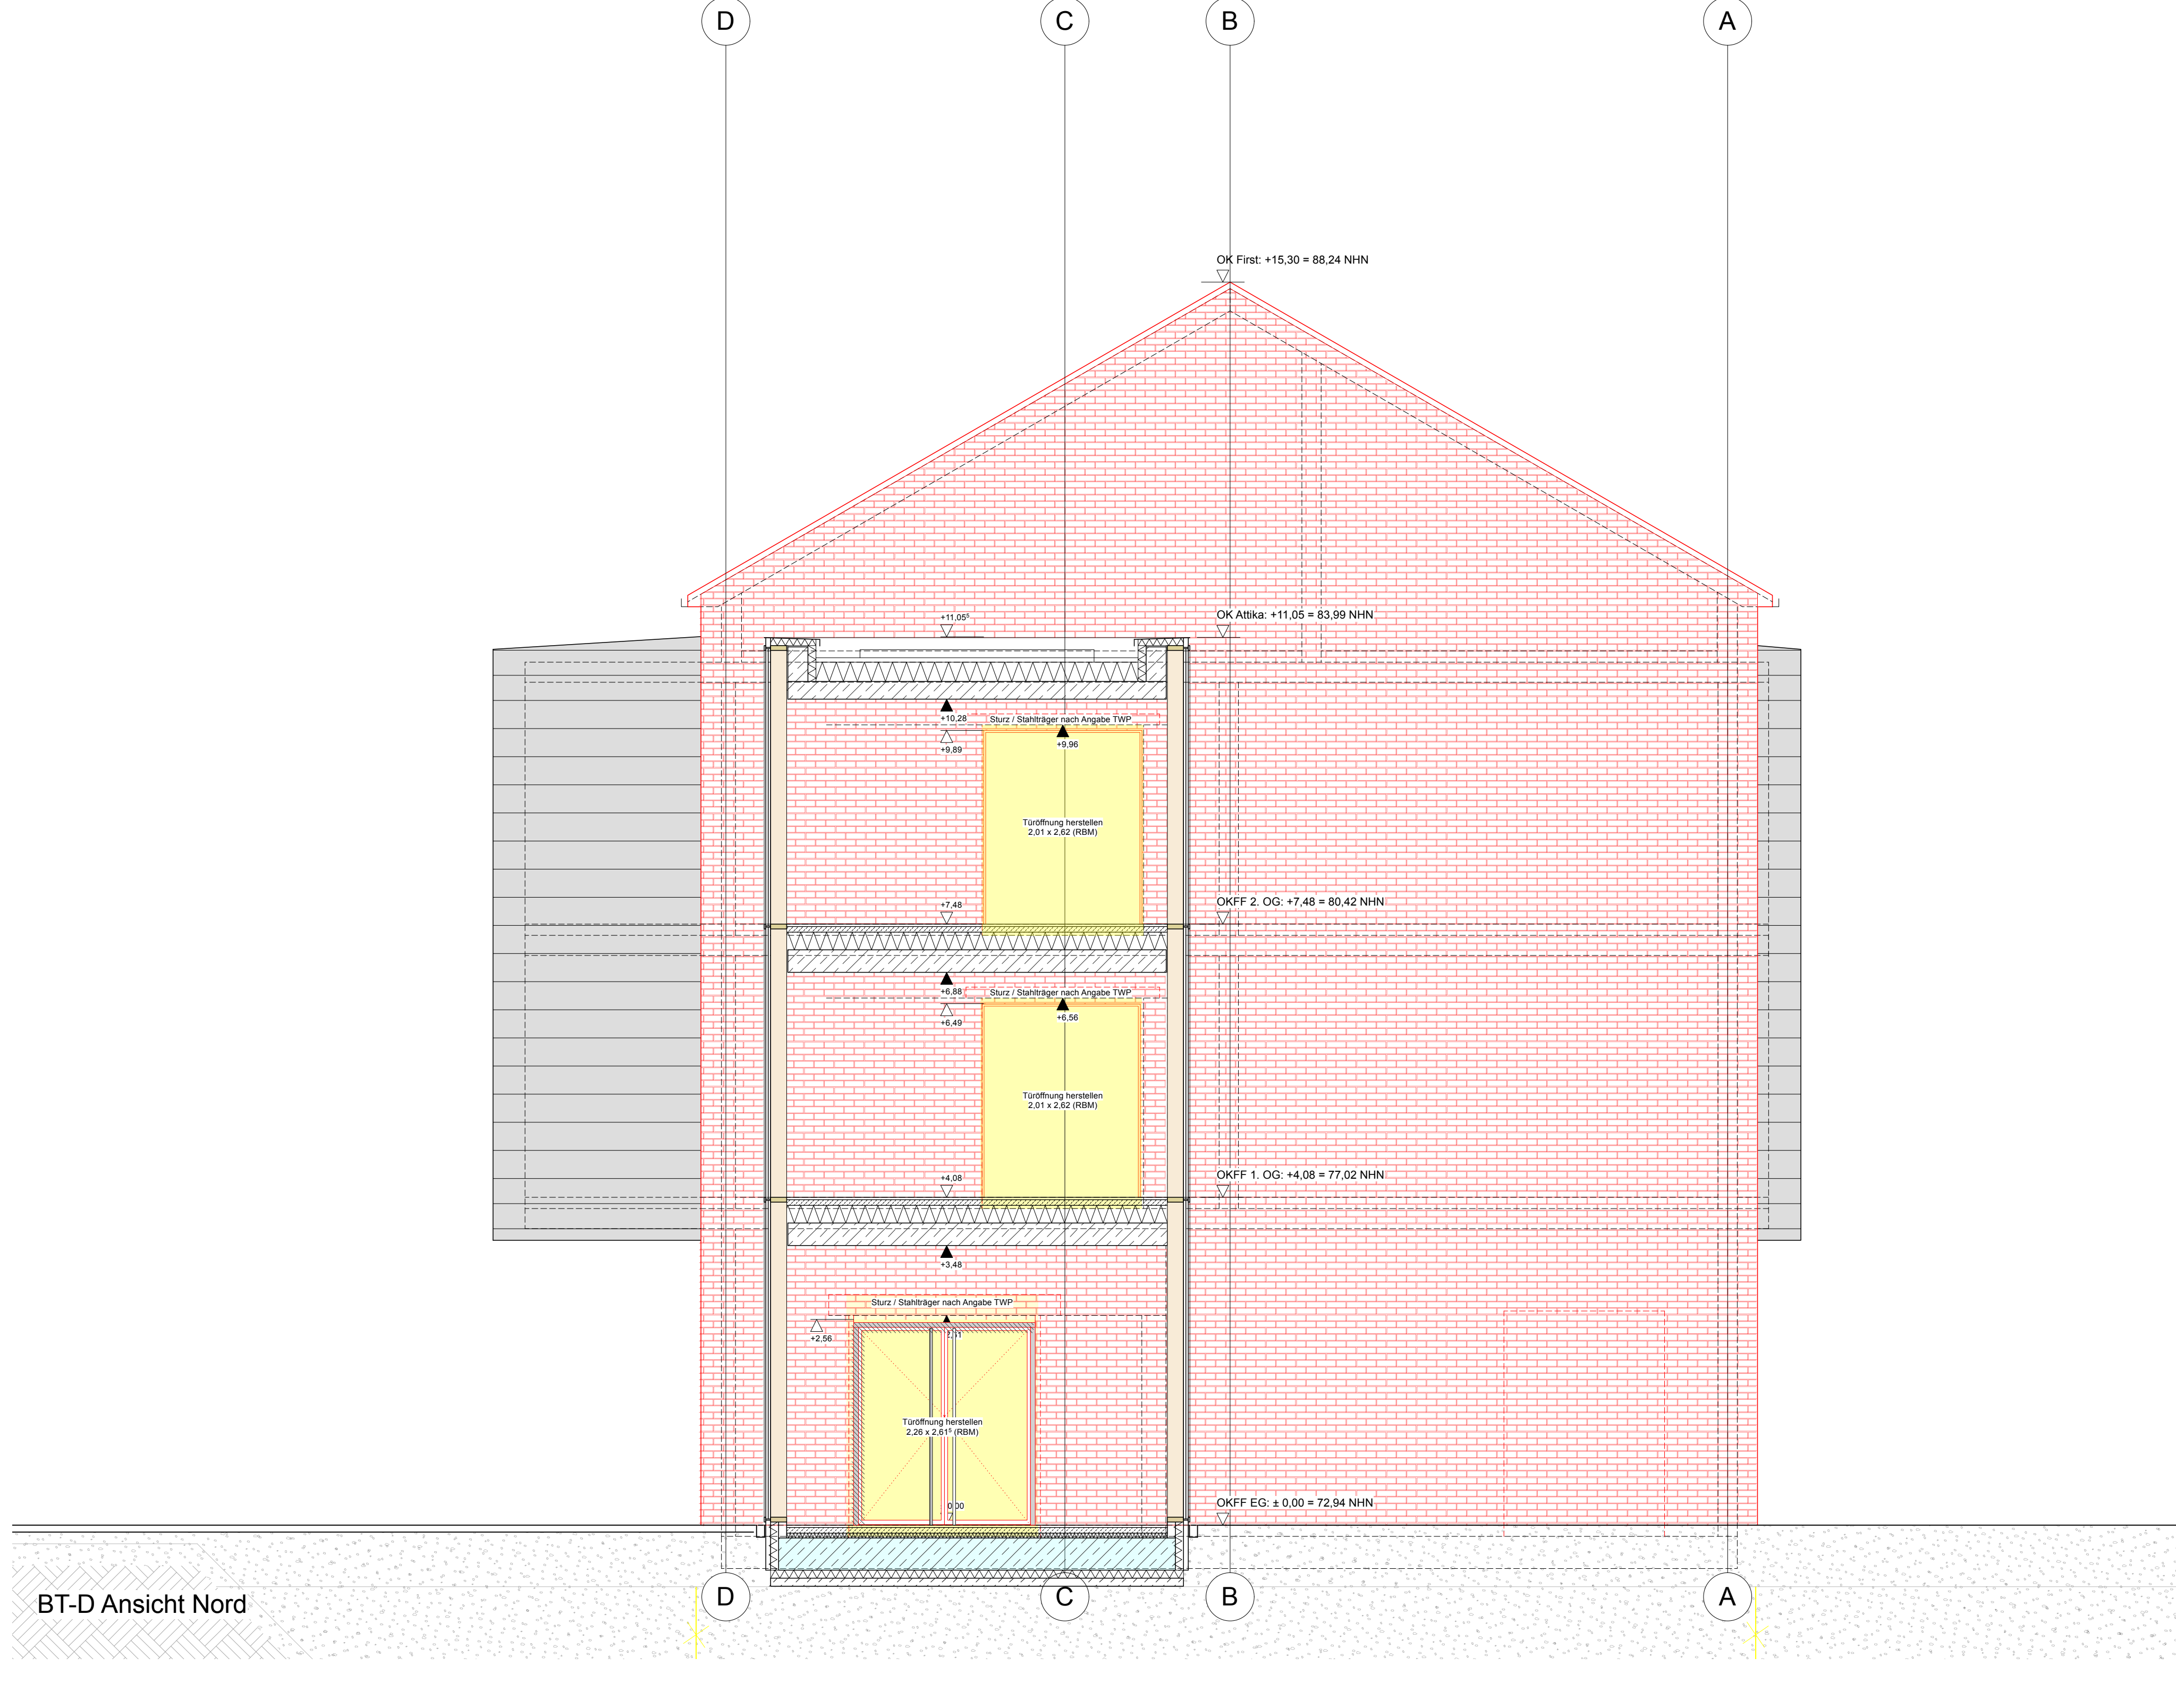 D
C
B
A
OK First: +15,30 = 88,24 NHN
+11,05⁵
OK Attika: +11,05 = 83,99 NHN
+10,28
Sturz / Stahlträger nach Angabe TWP
+9,89
+9,96
Türöffnung herstellen
2,01 x 2,62 (RBM)
+7,48
OKFF 2. OG: +7,48 = 80,42 NHN
+6,88
Sturz / Stahlträger nach Angabe TWP
+6,49
+6,56
Türöffnung herstellen
2,01 x 2,62 (RBM)
+4,08
OKFF 1. OG: +4,08 = 77,02 NHN
+3,48
Sturz / Stahlträger nach Angabe TWP
+2,56
2,61
Türöffnung herstellen
2,26 x 2,61⁵ (RBM)
0,00
OKFF EG: ± 0,00 = 72,94 NHN
BT-D Ansicht Nord
D
C
B
A